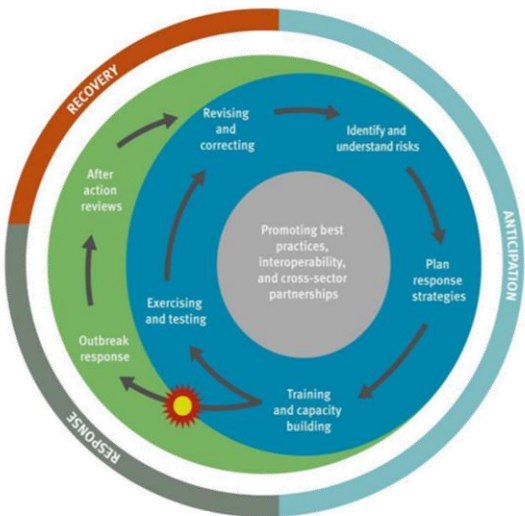 RECOVERY
ANTICIPATION
RESPONSE
Revising
and
correcting
Identify and
understand risks
After
action
reviews
Promoting best
practices,
interoperability,
and cross-sector
partnerships
Plan
response
strategies
Exercising
and testing
Outbreak
response
Training
and capacity
building